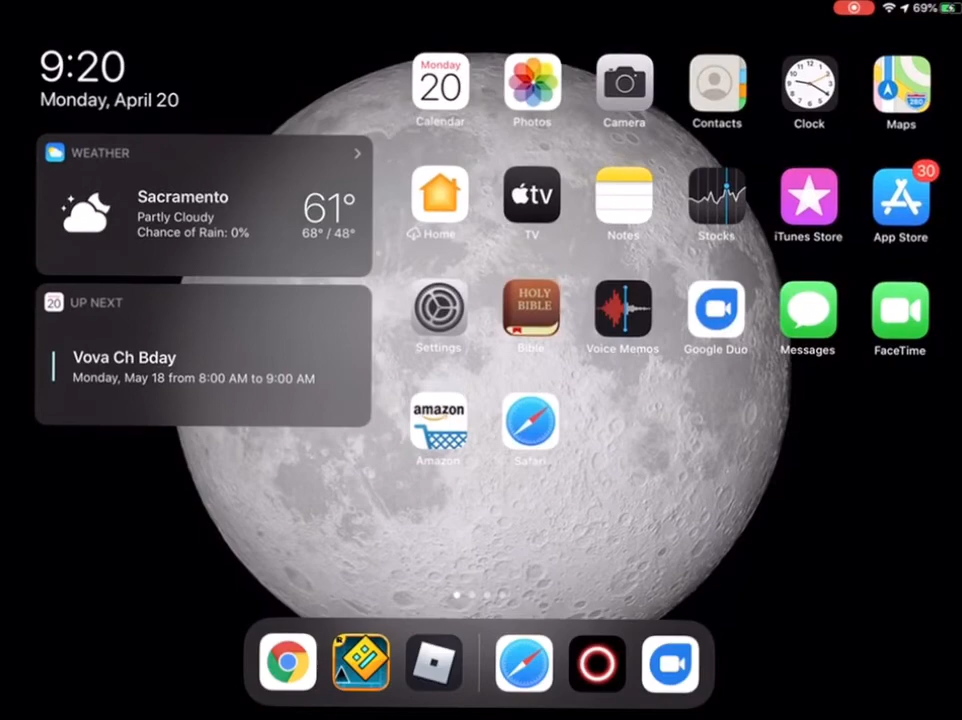 69%
9:20
Monday, April 20
WEATHER
Sacramento
Partly Cloudy
Chance of Rain: 0%
61°
68° / 48°
20
UP NEXT
Vova Ch Bday
Monday, May 18 from 8:00 AM to 9:00 AM
Monday
20
Calendar
Photos
Camera
Contacts
Clock
280
Maps
Home
tv
TV
Notes
Stocks
iTunes Store
30
App Store
Settings
HOLY
BIBLE
Bible
Voice Memos
Google Duo
Messages
FaceTime
amazon
Amazon
Safari